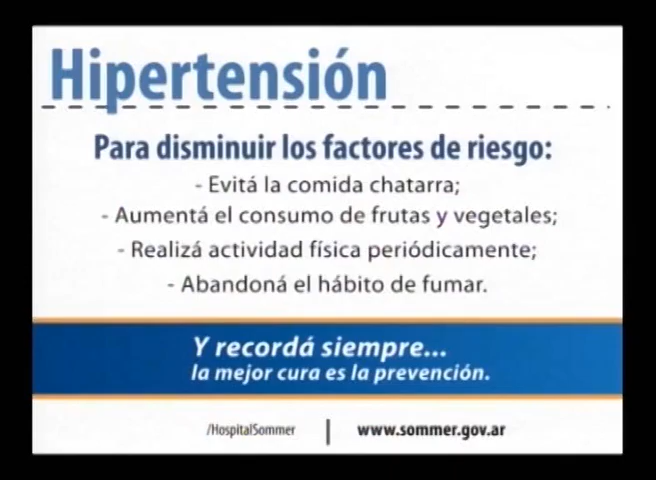 Hipertensión
Para disminuir los factores de riesgo:
- Evitá la comida chatarra;
- Aumentá el consumo de frutas y vegetales;
- Realizá actividad física periódicamente;
- Abandoná el hábito de fumar.
Y recordá siempre...
la mejor cura es la prevención.
/HospitalSommer | www.sommer.gov.ar